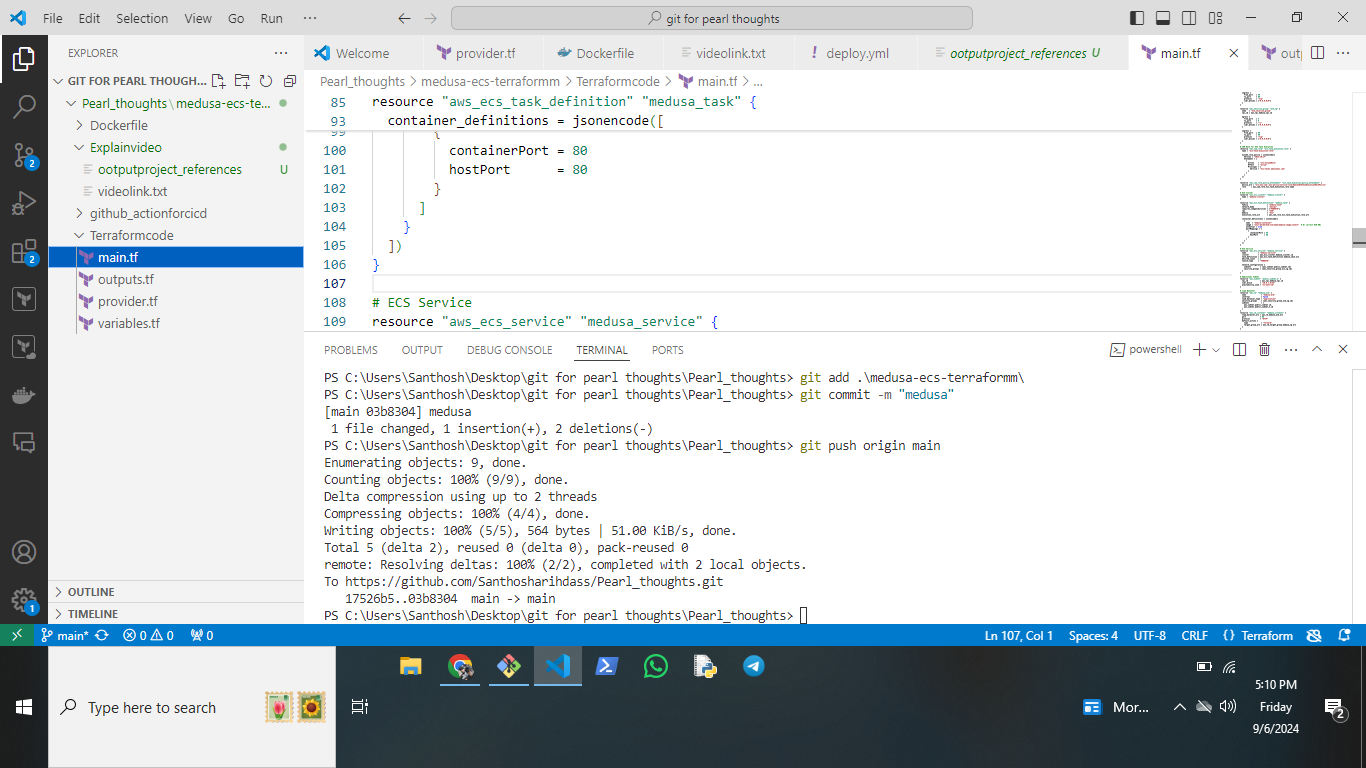 File Edit Selection View Go Run ··· git for pearl thoughts
EXPLORER ···
GIT FOR PEARL THOUGH...
Pearl_thoughts\medusa-ecs-te...
Dockerfile
Explainvideo
ootputproject_references U
videolink.txt
github_actionforcicd
Terraformcode
main.tf
outputs.tf
provider.tf
variables.tf
OUTLINE
TIMELINE
2
2
1
Welcome provider.tf Dockerfile videolink.txt deploy.yml ootputproject_references U main.tf
Pearl_thoughts > medusa-ecs-terraformm > Terraformcode > main.tf > ...
85 resource "aws_ecs_task_definition" "medusa_task" {
93 container_definitions = jsonencode([
99 {
100 containerPort = 80
101 hostPort = 80
102 }
103 ]
104 }
105 ])
106 }
107
108 # ECS Service
109 resource "aws_ecs_service" "medusa_service" {
PROBLEMS OUTPUT DEBUG CONSOLE TERMINAL PORTS powershell
PS C:\Users\Santhosh\Desktop\git for pearl thoughts\Pearl_thoughts> git add .\medusa-ecs-terraformm\
PS C:\Users\Santhosh\Desktop\git for pearl thoughts\Pearl_thoughts> git commit -m "medusa"
[main 03b8304] medusa
1 file changed, 1 insertion(+), 2 deletions(-)
PS C:\Users\Santhosh\Desktop\git for pearl thoughts\Pearl_thoughts> git push origin main
Enumerating objects: 9, done.
Counting objects: 100% (9/9), done.
Delta compression using up to 2 threads
Compressing objects: 100% (4/4), done.
Writing objects: 100% (5/5), 564 bytes | 51.00 KiB/s, done.
Total 5 (delta 2), reused 0 (delta 0), pack-reused 0
remote: Resolving deltas: 100% (2/2), completed with 2 local objects.
To https://github.com/Santhosharihdass/Pearl_thoughts.git
17526b5..03b8304 main -> main
PS C:\Users\Santhosh\Desktop\git for pearl thoughts\Pearl_thoughts>
main* 0 0 0 Ln 107, Col 1 Spaces: 4 UTF-8 CRLF {} Terraform
Type here to search
Mor...
5:10 PM
Friday
9/6/2024
2